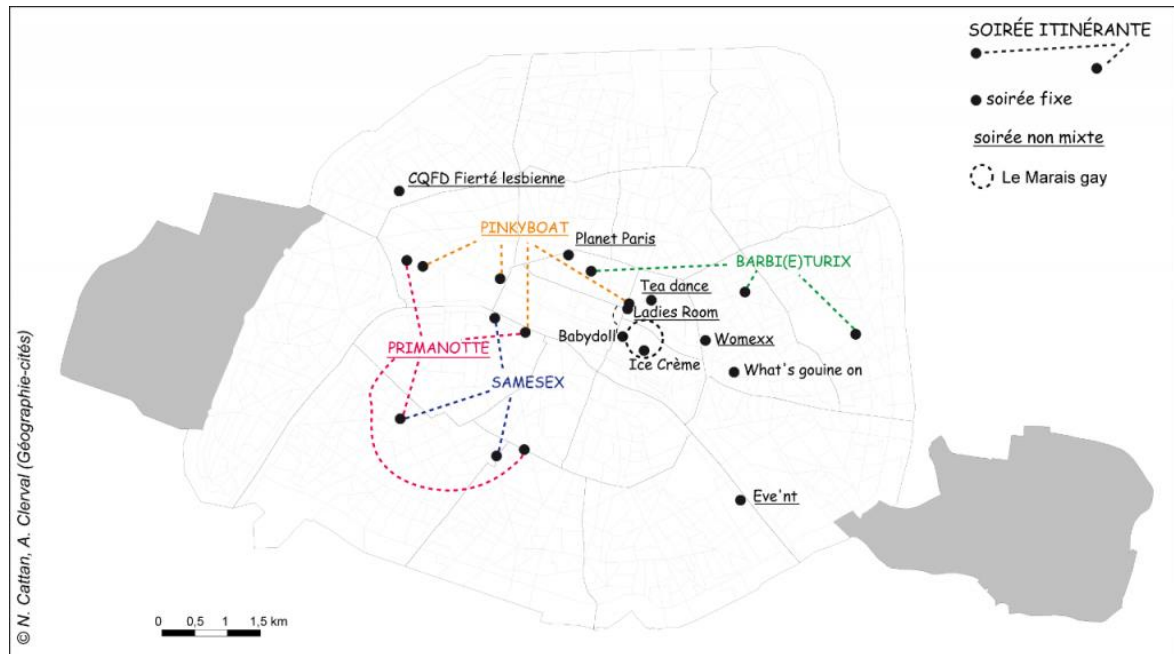 SOIRÉE ITINÉRANTE
soirée fixe
soirée non mixte
Le Marais gay
CQFD Fierté lesbienne
PINKYBOAT
Planet Paris
BARBI(E)TURIX
Tea dance
Ladies Room
Babydoll
Womexx
PRIMANOTTE
Ice Crème
What's gouine on
SAMESEX
Eve'nt
0 0,5 1 1,5 km
© N. Cattan, A. Clerval (Géographie-cités)